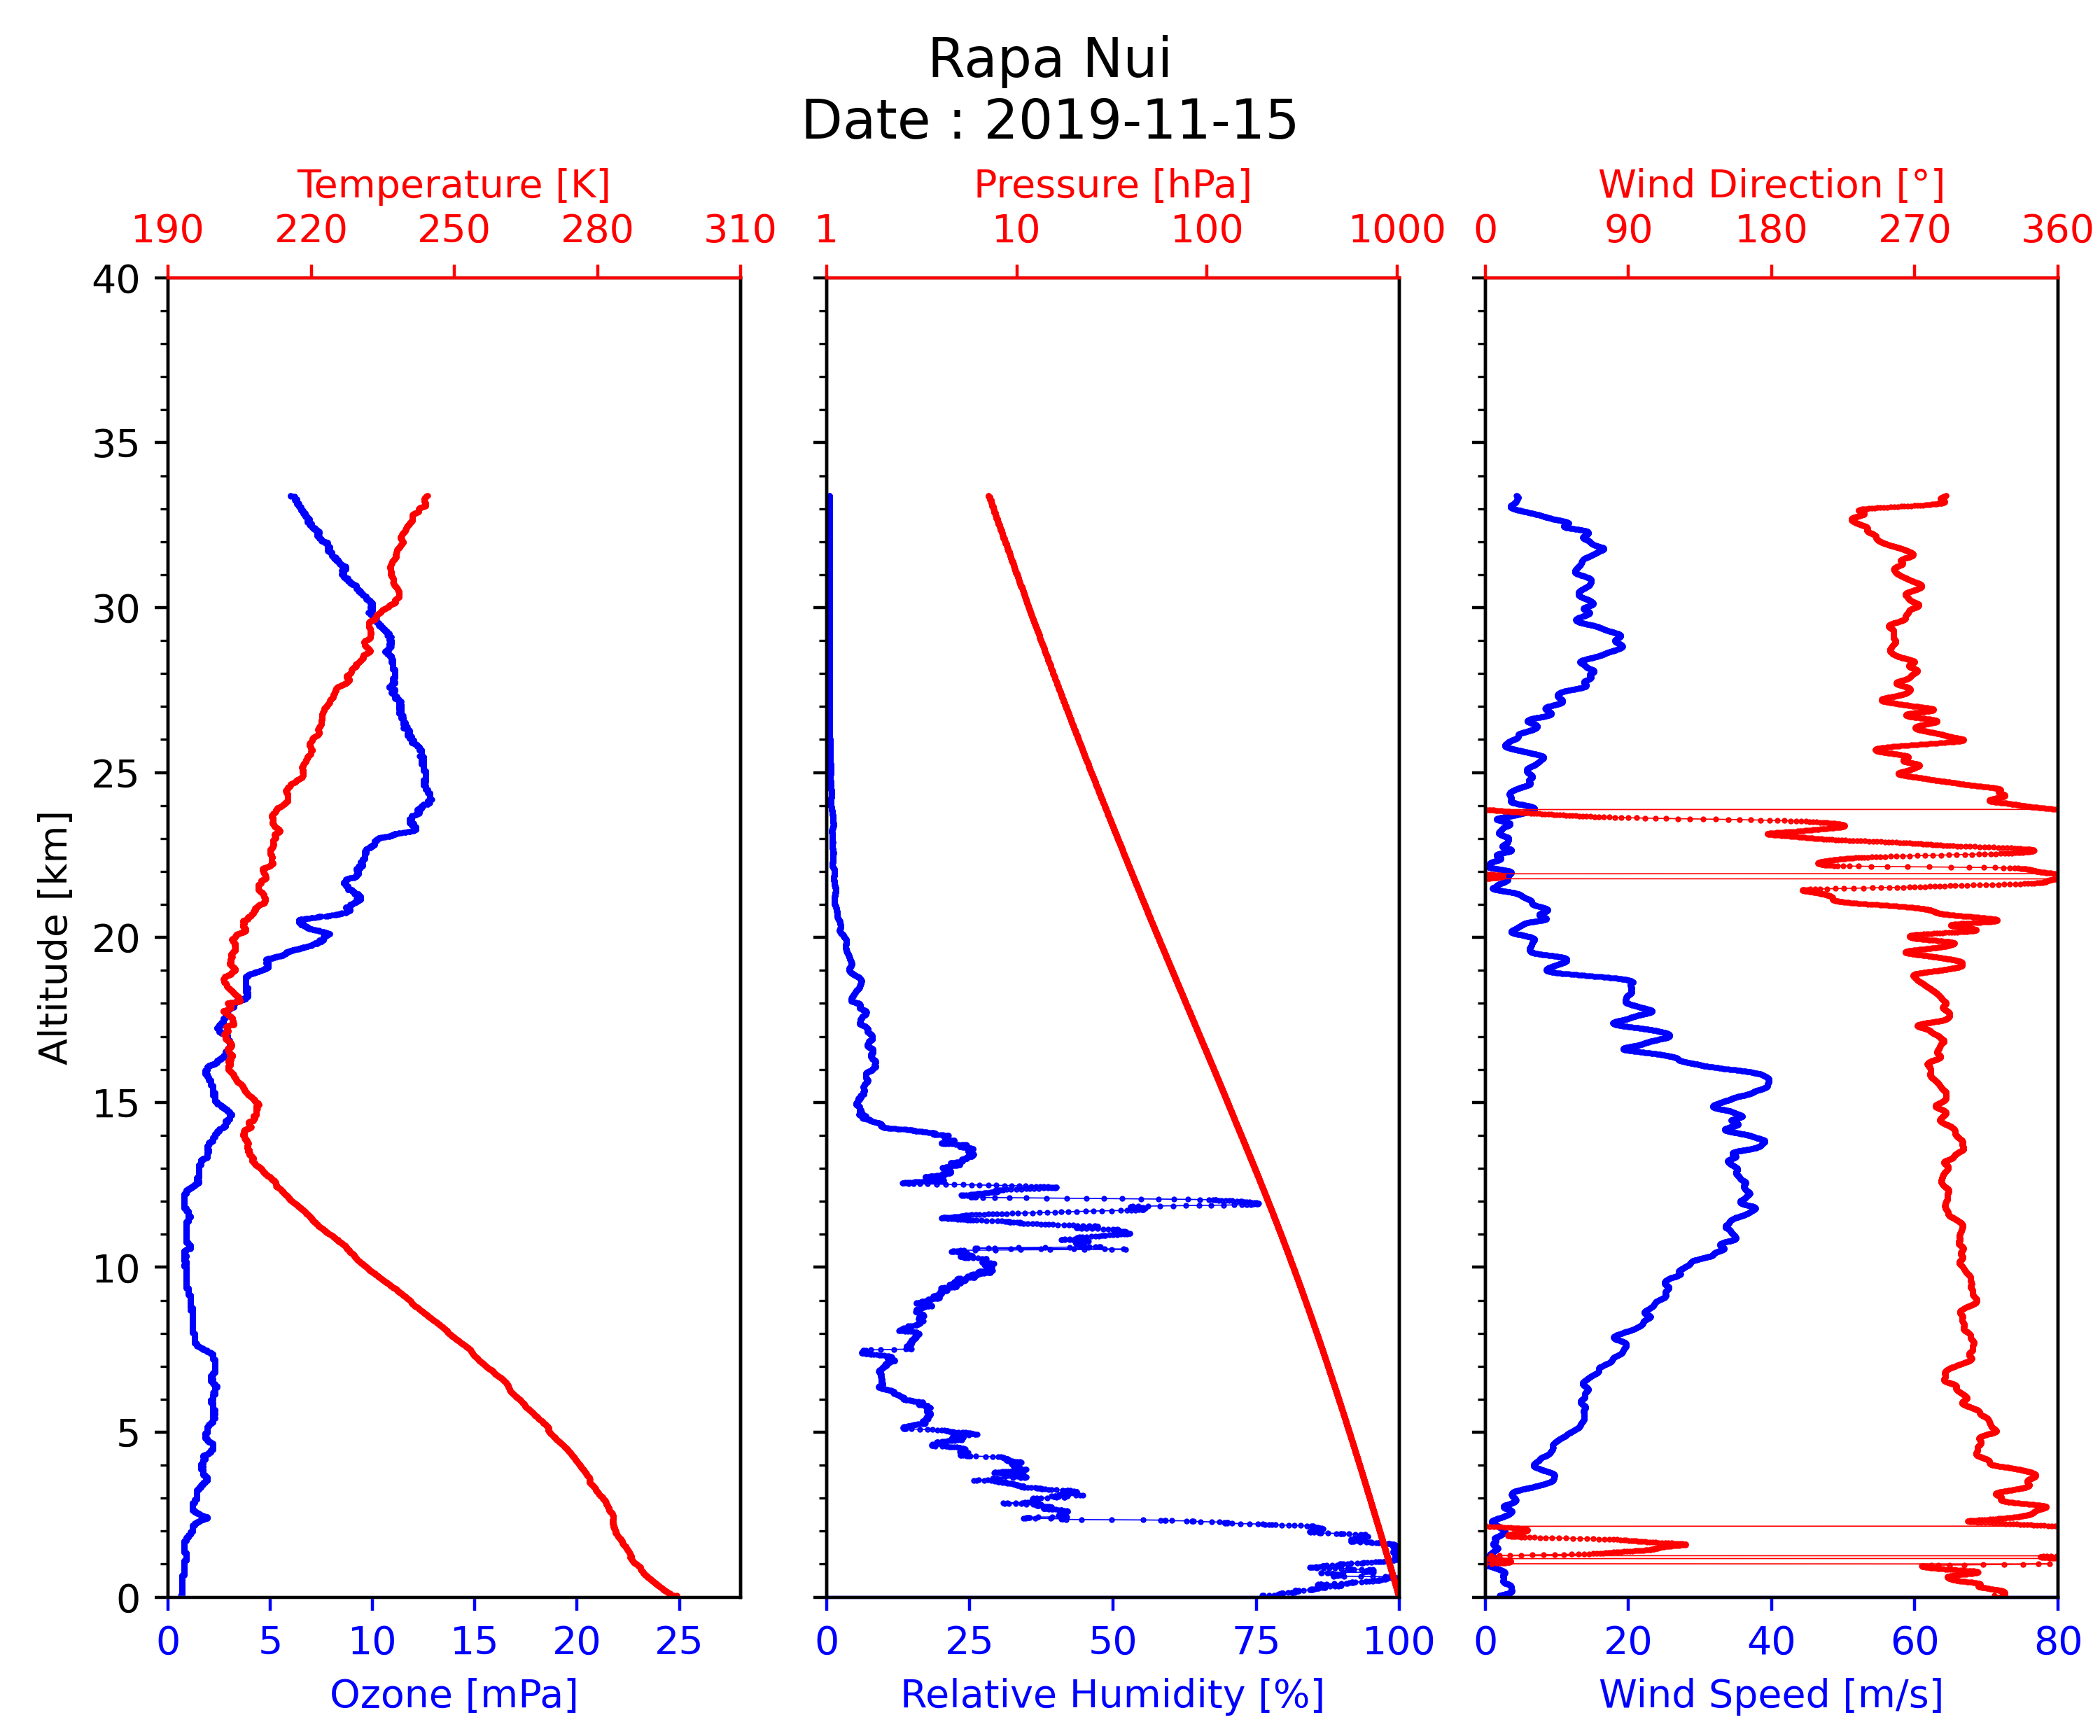 Rapa Nui
Date : 2019-11-15
Temperature [K]
190 220 250 280 310
Pressure [hPa]
1 10 100 1000
Wind Direction [°]
0 90 180 270 360
Altitude [km]
40
35
30
25
20
15
10
5
0
0 5 10 15 20 25
Ozone [mPa]
0 25 50 75 100
Relative Humidity [%]
0 20 40 60 80
Wind Speed [m/s]